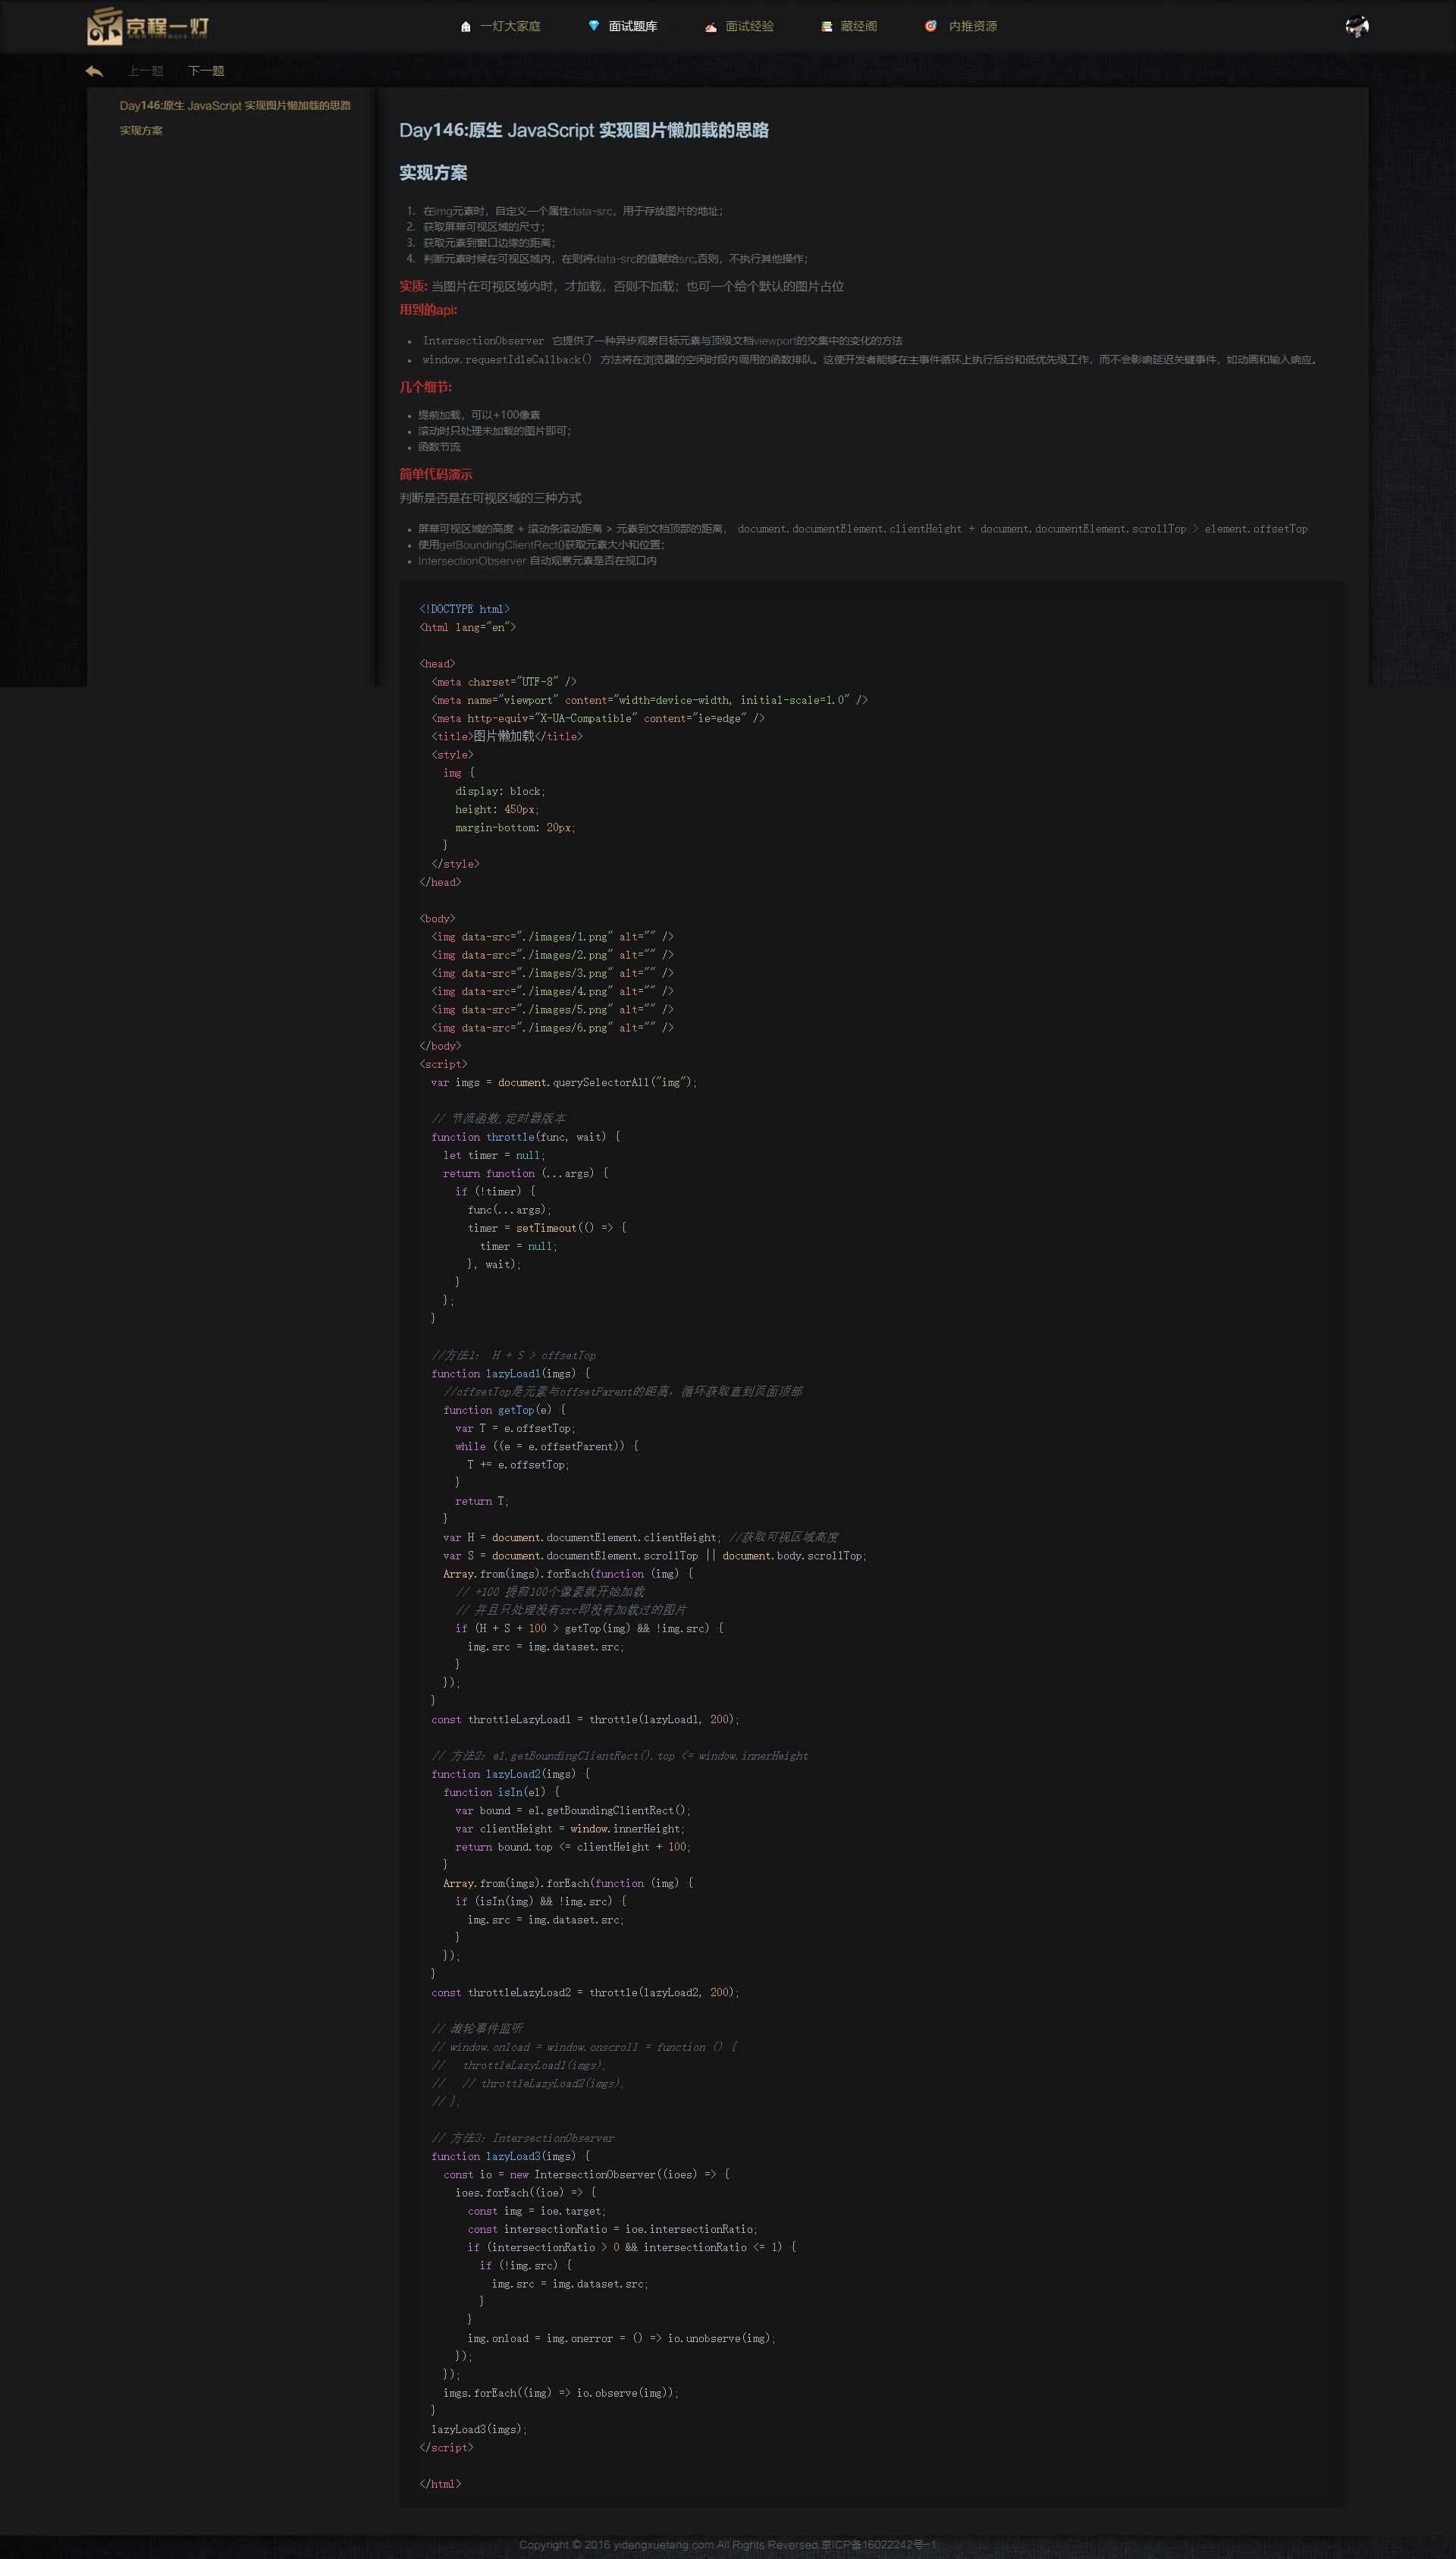 京程一灯
WWW.YIDENGFE.COM
一灯大家庭
面试题库
面试经验
藏经阁
内推资源
上一题
下一题
Day146:原生 JavaScript 实现图片懒加载的思路
实现方案
Day146:原生 JavaScript 实现图片懒加载的思路
实现方案
1. 在img元素时，自定义一个属性data-src，用于存放图片的地址；
2. 获取屏幕可视区域的尺寸；
3. 获取元素到窗口边缘的距离；
4. 判断元素时候在可视区域内，在则将data-src的值赋给src,否则，不执行其他操作；
实质: 当图片在可视区域内时，才加载，否则不加载；也可一个给个默认的图片占位
用到的api:
• IntersectionObserver 它提供了一种异步观察目标元素与顶级文档viewport的交集中的变化的方法
• window.requestIdleCallback() 方法将在浏览器的空闲时段内调用的函数排队。这使开发者能够在主事件循环上执行后台和低优先级工作，而不会影响延迟关键事件，如动画和输入响应。
几个细节:
• 提前加载，可以+100像素
• 滚动时只处理未加载的图片即可；
• 函数节流
简单代码演示
判断是否是在可视区域的三种方式
• 屏幕可视区域的高度 + 滚动条滚动距离 > 元素到文档顶部的距离， document.documentElement.clientHeight + document.documentElement.scrollTop > element.offsetTop
• 使用getBoundingClientRect()获取元素大小和位置；
• IntersectionObserver 自动观察元素是否在视口内
<!DOCTYPE html>
<html lang="en">
<head>
<meta charset="UTF-8" />
<meta name="viewport" content="width=device-width, initial-scale=1.0" />
<meta http-equiv="X-UA-Compatible" content="ie=edge" />
<title>图片懒加载</title>
<style>
img {
display: block;
height: 450px;
margin-bottom: 20px;
}
</style>
</head>
<body>
<img data-src="./images/1.png" alt="" />
<img data-src="./images/2.png" alt="" />
<img data-src="./images/3.png" alt="" />
<img data-src="./images/4.png" alt="" />
<img data-src="./images/5.png" alt="" />
<img data-src="./images/6.png" alt="" />
</body>
<script>
var imgs = document.querySelectorAll("img");
// 节流函数,定时器版本
function throttle(func, wait) {
let timer = null;
return function (...args) {
if (!timer) {
func(...args);
timer = setTimeout(() => {
timer = null;
}, wait);
}
};
}
//方法1： H + S > offsetTop
function lazyLoad1(imgs) {
//offsetTop是元素与offsetParent的距离，循环获取直到页面顶部
function getTop(e) {
var T = e.offsetTop;
while ((e = e.offsetParent)) {
T += e.offsetTop;
}
return T;
}
var H = document.documentElement.clientHeight; //获取可视区域高度
var S = document.documentElement.scrollTop || document.body.scrollTop;
Array.from(imgs).forEach(function (img) {
// +100 提前100个像素就开始加载
// 并且只处理没有src即没有加载过的图片
if (H + S + 100 > getTop(img) && !img.src) {
img.src = img.dataset.src;
}
});
}
const throttleLazyLoad1 = throttle(lazyLoad1, 200);
// 方法2：el.getBoundingClientRect().top <= window.innerHeight
function lazyLoad2(imgs) {
function isIn(el) {
var bound = el.getBoundingClientRect();
var clientHeight = window.innerHeight;
return bound.top <= clientHeight + 100;
}
Array.from(imgs).forEach(function (img) {
if (isIn(img) && !img.src) {
img.src = img.dataset.src;
}
});
}
const throttleLazyLoad2 = throttle(lazyLoad2, 200);
// 滚轮事件监听
// window.onload = window.onscroll = function () {
//   throttleLazyLoad1(imgs);
//   // throttleLazyLoad2(imgs);
// };
// 方法3：IntersectionObserver
function lazyLoad3(imgs) {
const io = new IntersectionObserver((ioes) => {
ioes.forEach((ioe) => {
const img = ioe.target;
const intersectionRatio = ioe.intersectionRatio;
if (intersectionRatio > 0 && intersectionRatio <= 1) {
if (!img.src) {
img.src = img.dataset.src;
}
}
img.onload = img.onerror = () => io.unobserve(img);
});
});
imgs.forEach((img) => io.observe(img));
}
lazyLoad3(imgs);
</script>
</html>
Copyright © 2016 yidengxuetang.com All Rights Reversed.京ICP备16022242号-1